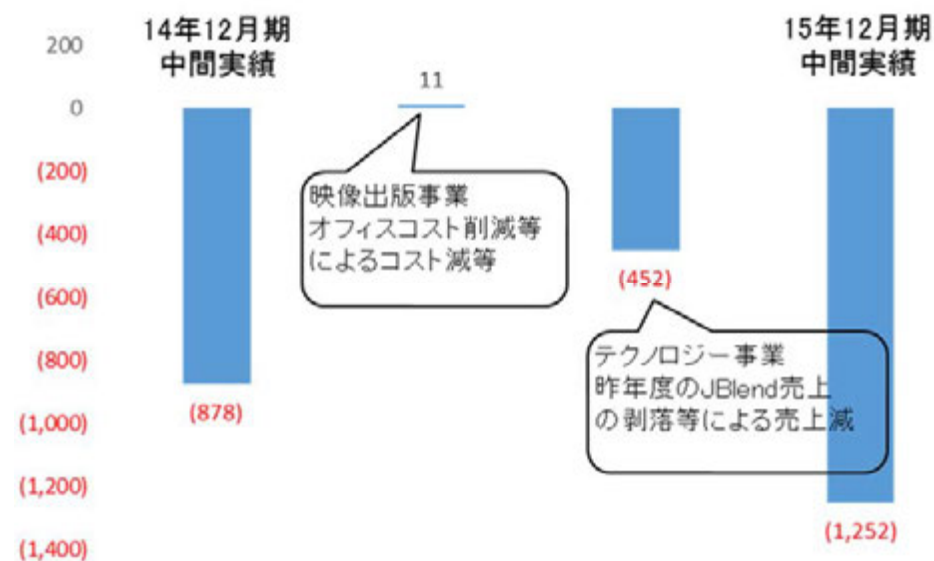 14年12月期
中間実績
15年12月期
中間実績
200
0
(200)
(400)
(600)
(800)
(1,000)
(1,200)
(1,400)
(878)
11
映像出版事業
オフィスコスト削減等
によるコスト減等
(452)
テクノロジー事業
昨年度のJBlend売上
の剥落等による売上減
(1,252)